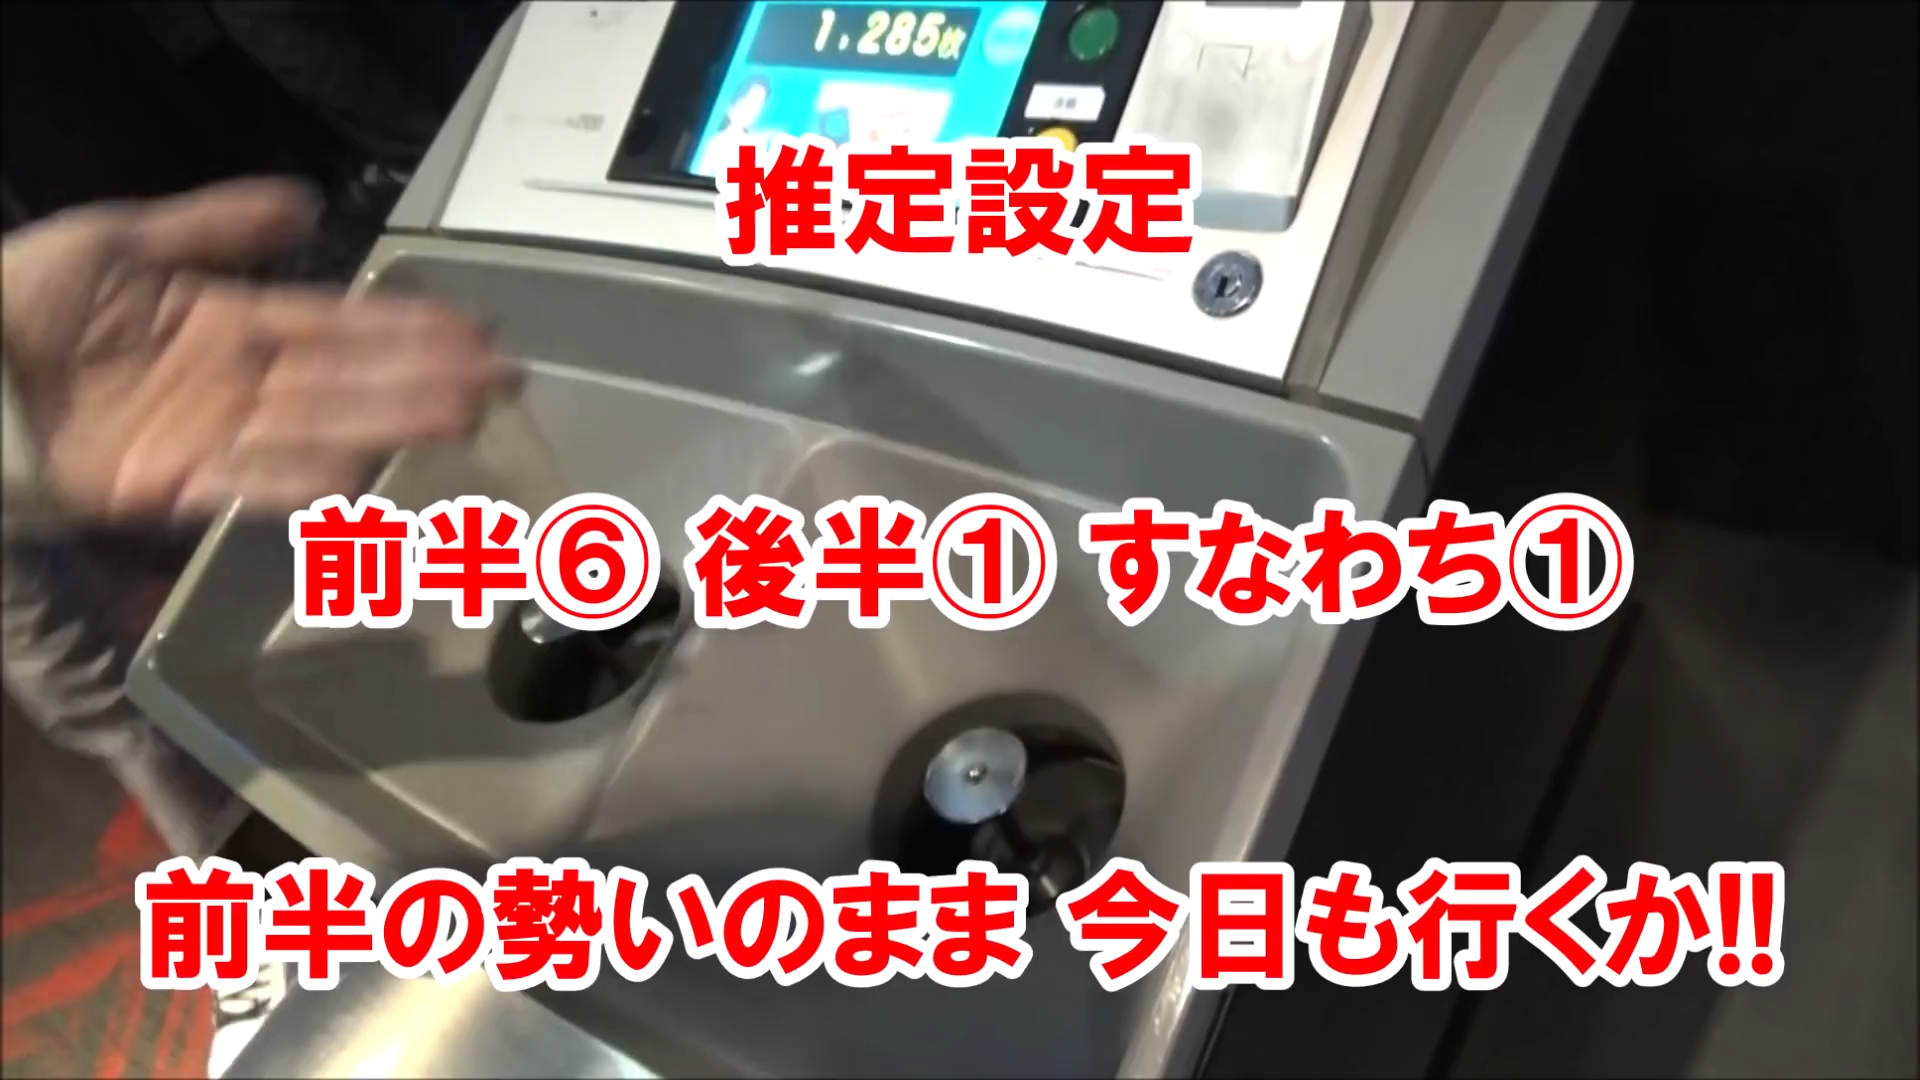 1,285枚
推定設定
前半⑥ 後半① すなわち①
前半の勢いのまま 今日も行くか!!